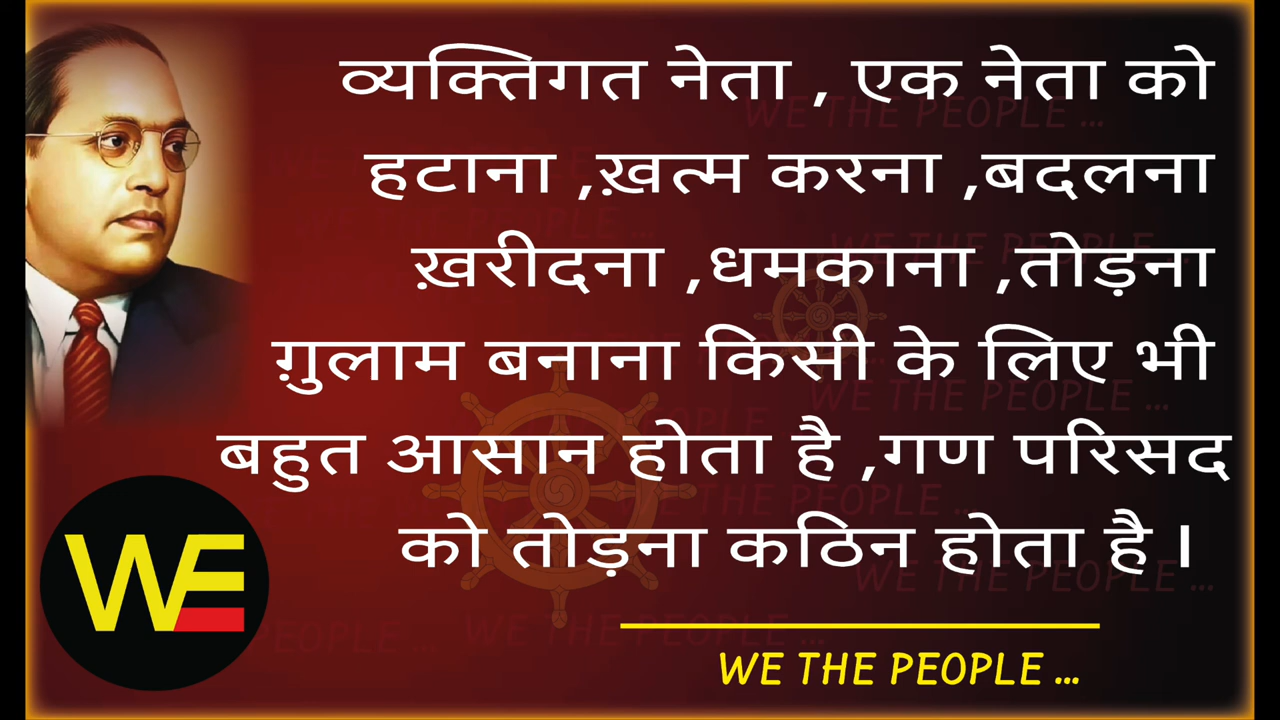 व्यक्तिगत नेता , एक नेता को
हटाना ,ख़त्म करना ,बदलना
ख़रीदना ,धमकाना ,तोड़ना
ग़ुलाम बनाना किसी के लिए भी
बहुत आसान होता है ,गण परिसद
को तोड़ना कठिन होता है ।
WE
WE THE PEOPLE ...